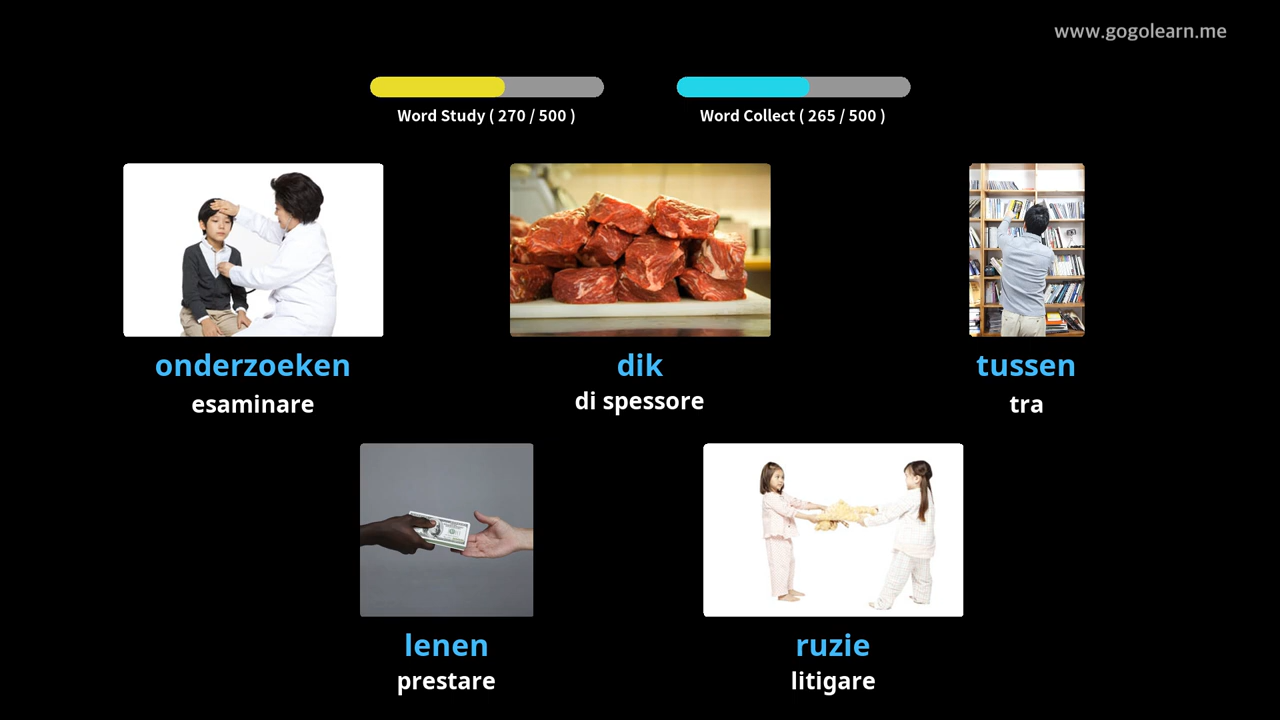 www.gogolearn.me
Word Study ( 270 / 500 )
Word Collect ( 265 / 500 )
onderzoeken
esaminare
dik
di spessore
tussen
tra
lenen
prestare
ruzie
litigare